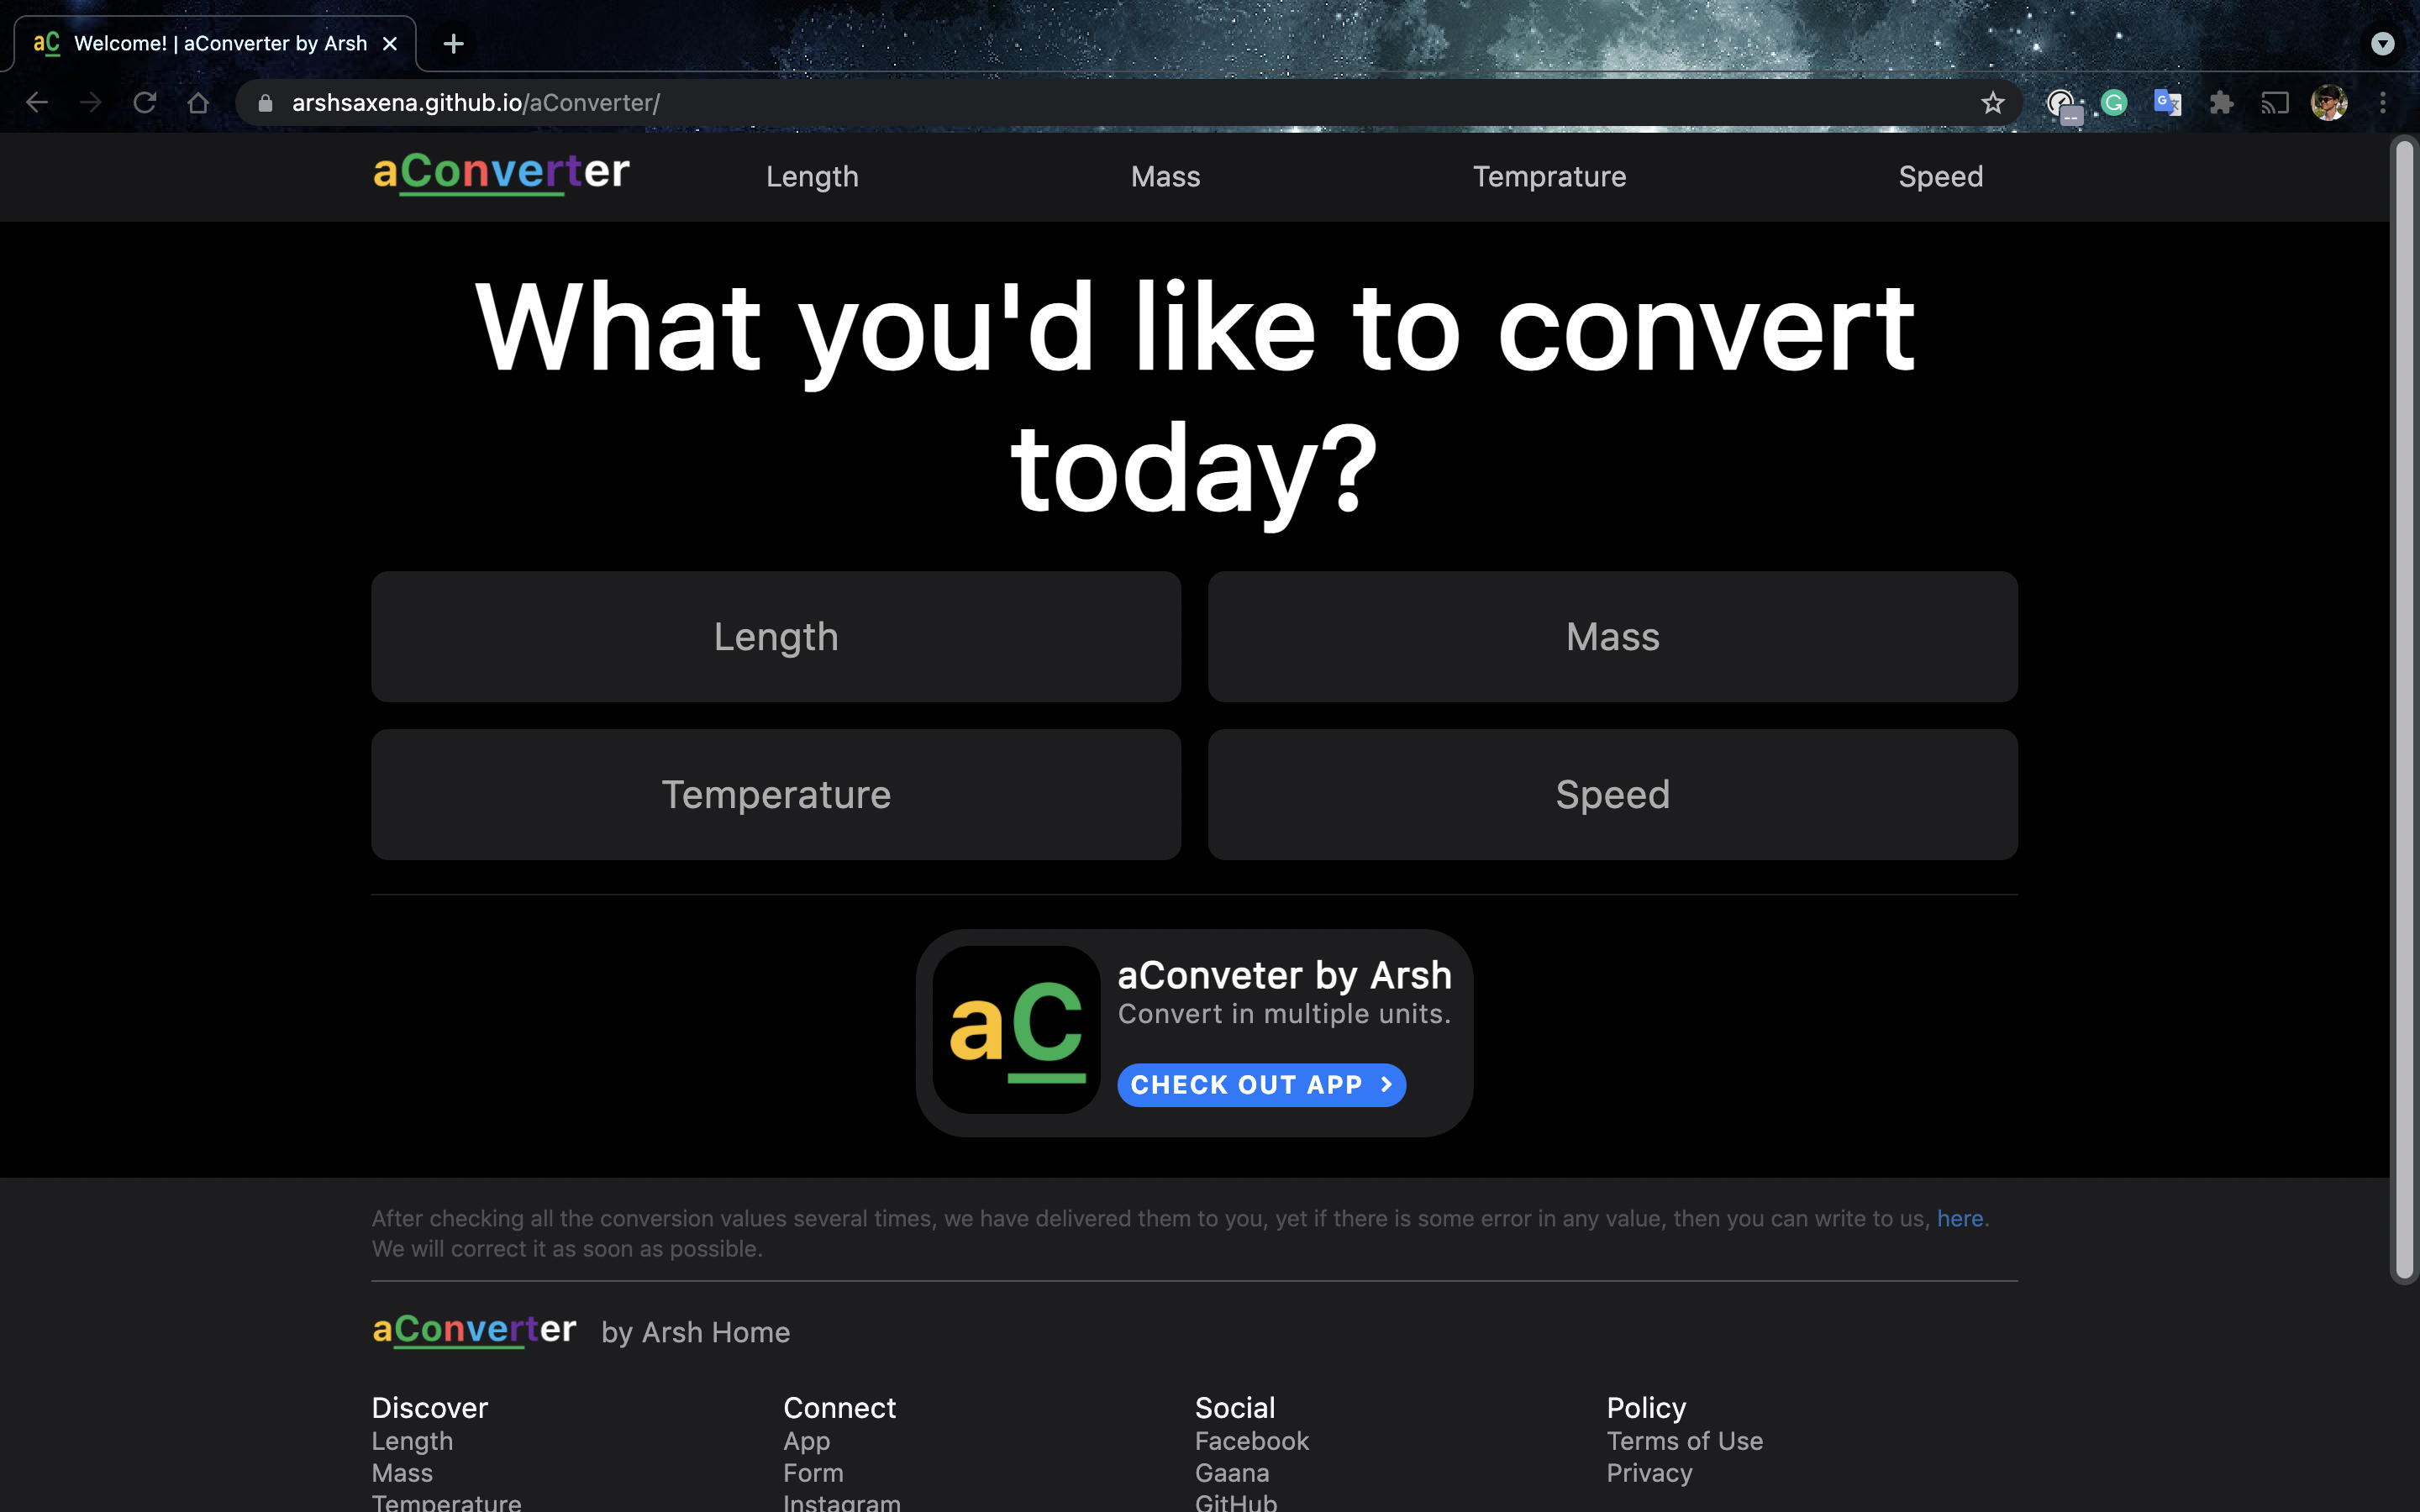 aC Welcome! | aConverter by Arsh
arshsaxena.github.io/aConverter/
aConverter Length Mass Temprature Speed
What you'd like to convert
today?
Length Mass
Temperature Speed
aC
aConveter by Arsh
Convert in multiple units.
CHECK OUT APP
After checking all the conversion values several times, we have delivered them to you, yet if there is some error in any value, then you can write to us, here.
We will correct it as soon as possible.
aConverter by Arsh Home
Discover Connect Social Policy
Length App Facebook Terms of Use
Mass Form Gaana Privacy
Temperature Instagram GitHub